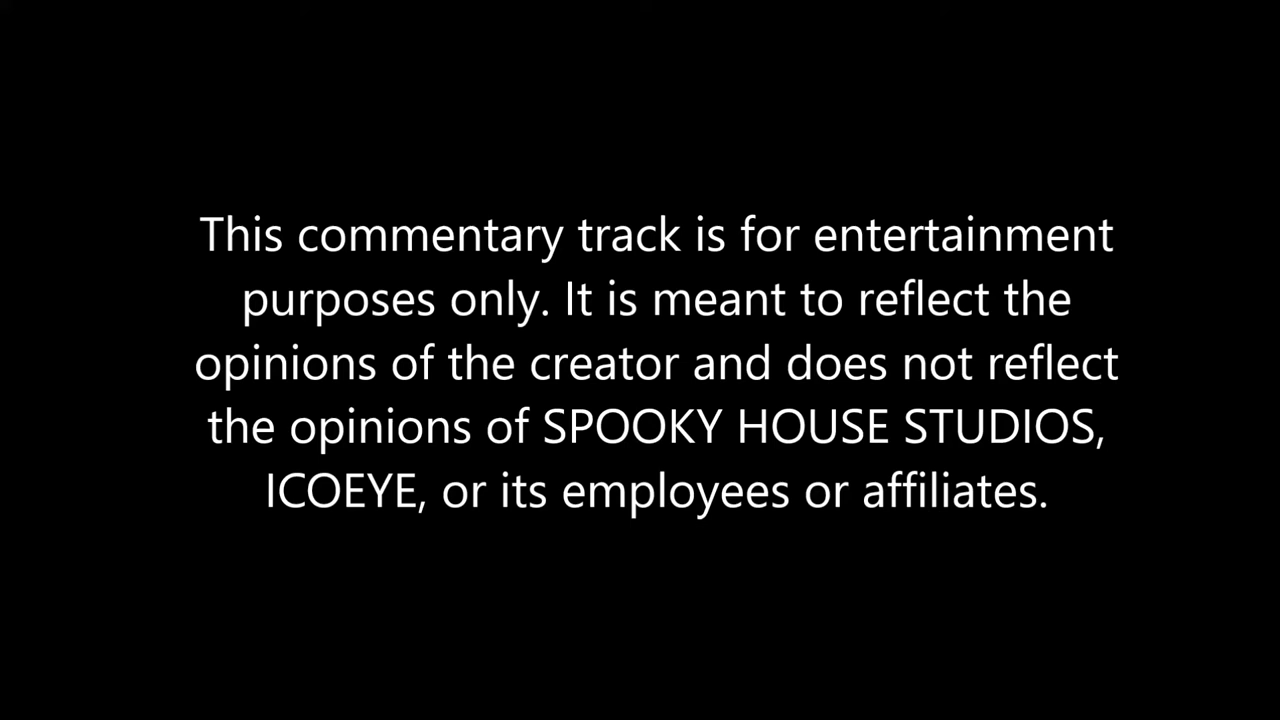 This commentary track is for entertainment
purposes only. It is meant to reflect the
opinions of the creator and does not reflect
the opinions of SPOOKY HOUSE STUDIOS,
ICOEYE, or its employees or affiliates.